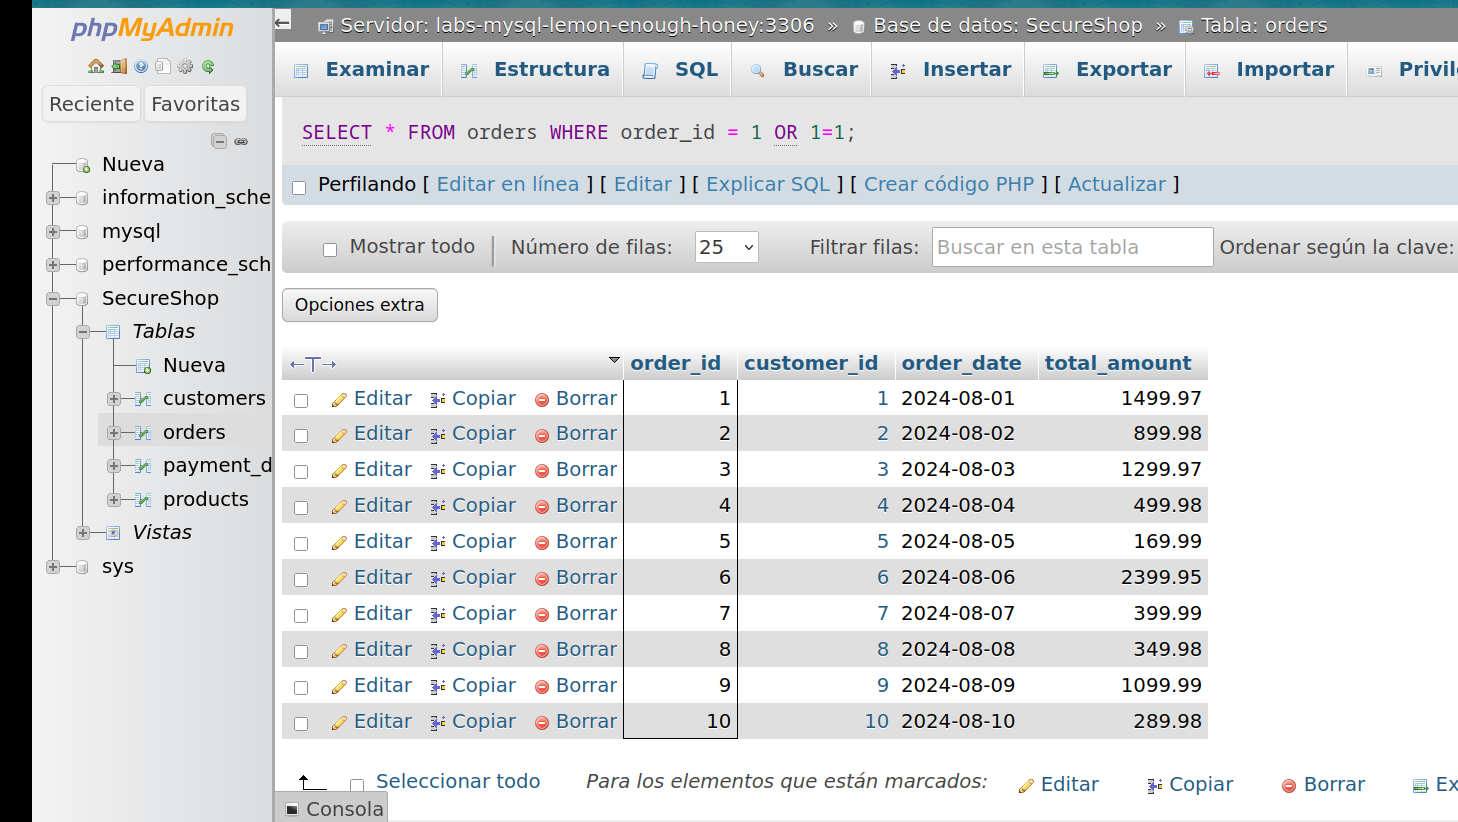 phpMyAdmin
Reciente Favoritas
Nueva
information_sche
mysql
performance_sch
SecureShop
Tablas
Nueva
customers
orders
payment_d
products
Vistas
sys
Servidor: labs-mysql-lemon-enough-honey:3306 » Base de datos: SecureShop » Tabla: orders
Examinar Estructura SQL Buscar Insertar Exportar Importar Privile
SELECT * FROM orders WHERE order_id = 1 OR 1=1;
Perfilando [ Editar en línea ] [ Editar ] [ Explicar SQL ] [ Crear código PHP ] [ Actualizar ]
Mostrar todo Número de filas: 25 Filtrar filas: Buscar en esta tabla Ordenar según la clave:
Opciones extra
←T→ order_id customer_id order_date total_amount
Editar Copiar Borrar 1 1 2024-08-01 1499.97
Editar Copiar Borrar 2 2 2024-08-02 899.98
Editar Copiar Borrar 3 3 2024-08-03 1299.97
Editar Copiar Borrar 4 4 2024-08-04 499.98
Editar Copiar Borrar 5 5 2024-08-05 169.99
Editar Copiar Borrar 6 6 2024-08-06 2399.95
Editar Copiar Borrar 7 7 2024-08-07 399.99
Editar Copiar Borrar 8 8 2024-08-08 349.98
Editar Copiar Borrar 9 9 2024-08-09 1099.99
Editar Copiar Borrar 10 10 2024-08-10 289.98
Seleccionar todo Para los elementos que están marcados: Editar Copiar Borrar Ex
Consola